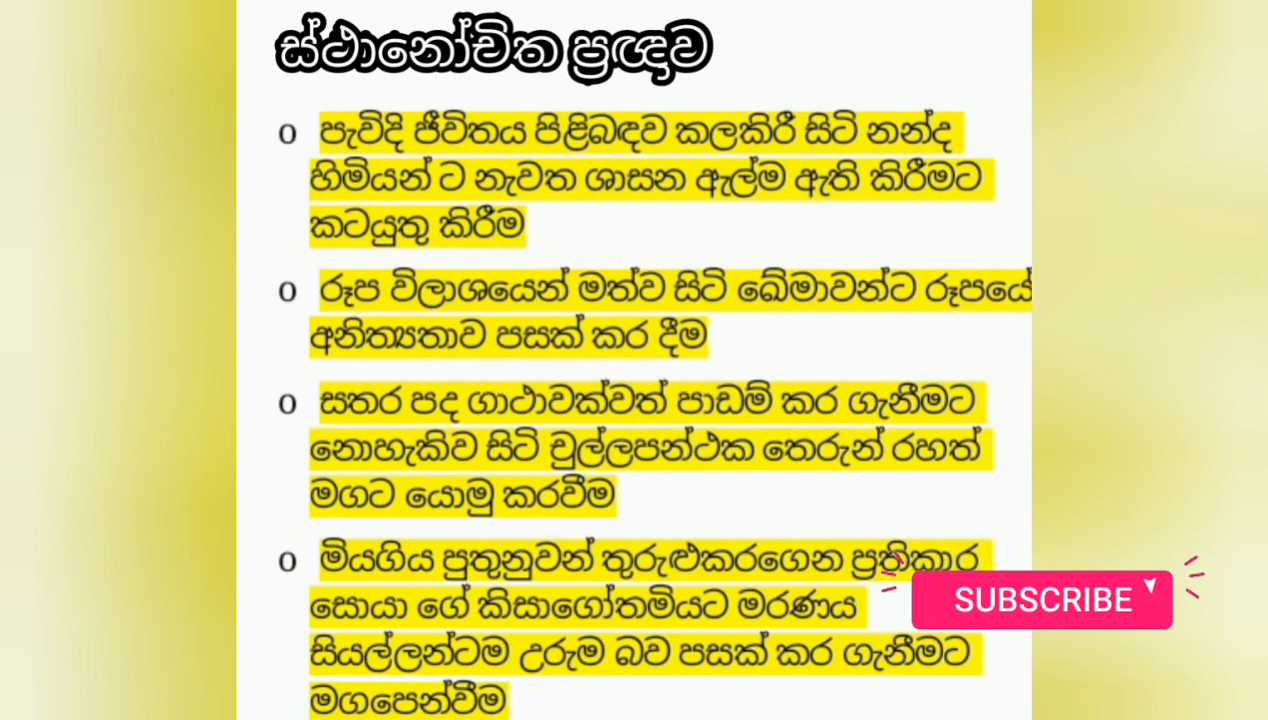 ස්ථානෝචිත ප්‍රඥාව
o පැවිදි ජීවිතය පිළිබඳව කලකිරී සිටි නන්ද
හිමියන් ට නැවත ශාසන ඇල්ම ඇති කිරීමට
කටයුතු කිරීම
o රූප විලාශයෙන් මත්ව සිටි ඛේමාවන්ට රූපයේ
අනිත්‍යතාව පසක් කර දීම
o සතර පද ගාථාවක්වත් පාඩම් කර ගැනීමට
නොහැකිව සිටි චුල්ලපන්ථක තෙරුන් රහත්
මගට යොමු කරවීම
o මියගිය පුතුනුවන් තුරුළුකරගෙන ප්‍රතිකාර
සොයා ගේ කිසාගෝතමියට මරණය
SUBSCRIBE
සියල්ලන්ටම උරුම බව පසක් කර ගැනීමට
මගපෙන්වීම